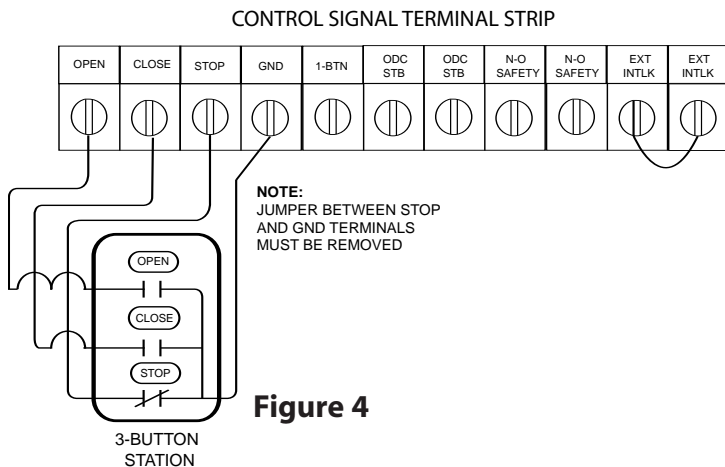 CONTROL SIGNAL TERMINAL STRIP
OPEN
CLOSE
STOP
GND
1-BTN
ODC
STB
ODC
STB
N-O
SAFETY
N-O
SAFETY
EXT
INTLK
EXT
INTLK
NOTE:
JUMPER BETWEEN STOP
AND GND TERMINALS
MUST BE REMOVED
OPEN
CLOSE
STOP
Figure 4
3-BUTTON
STATION